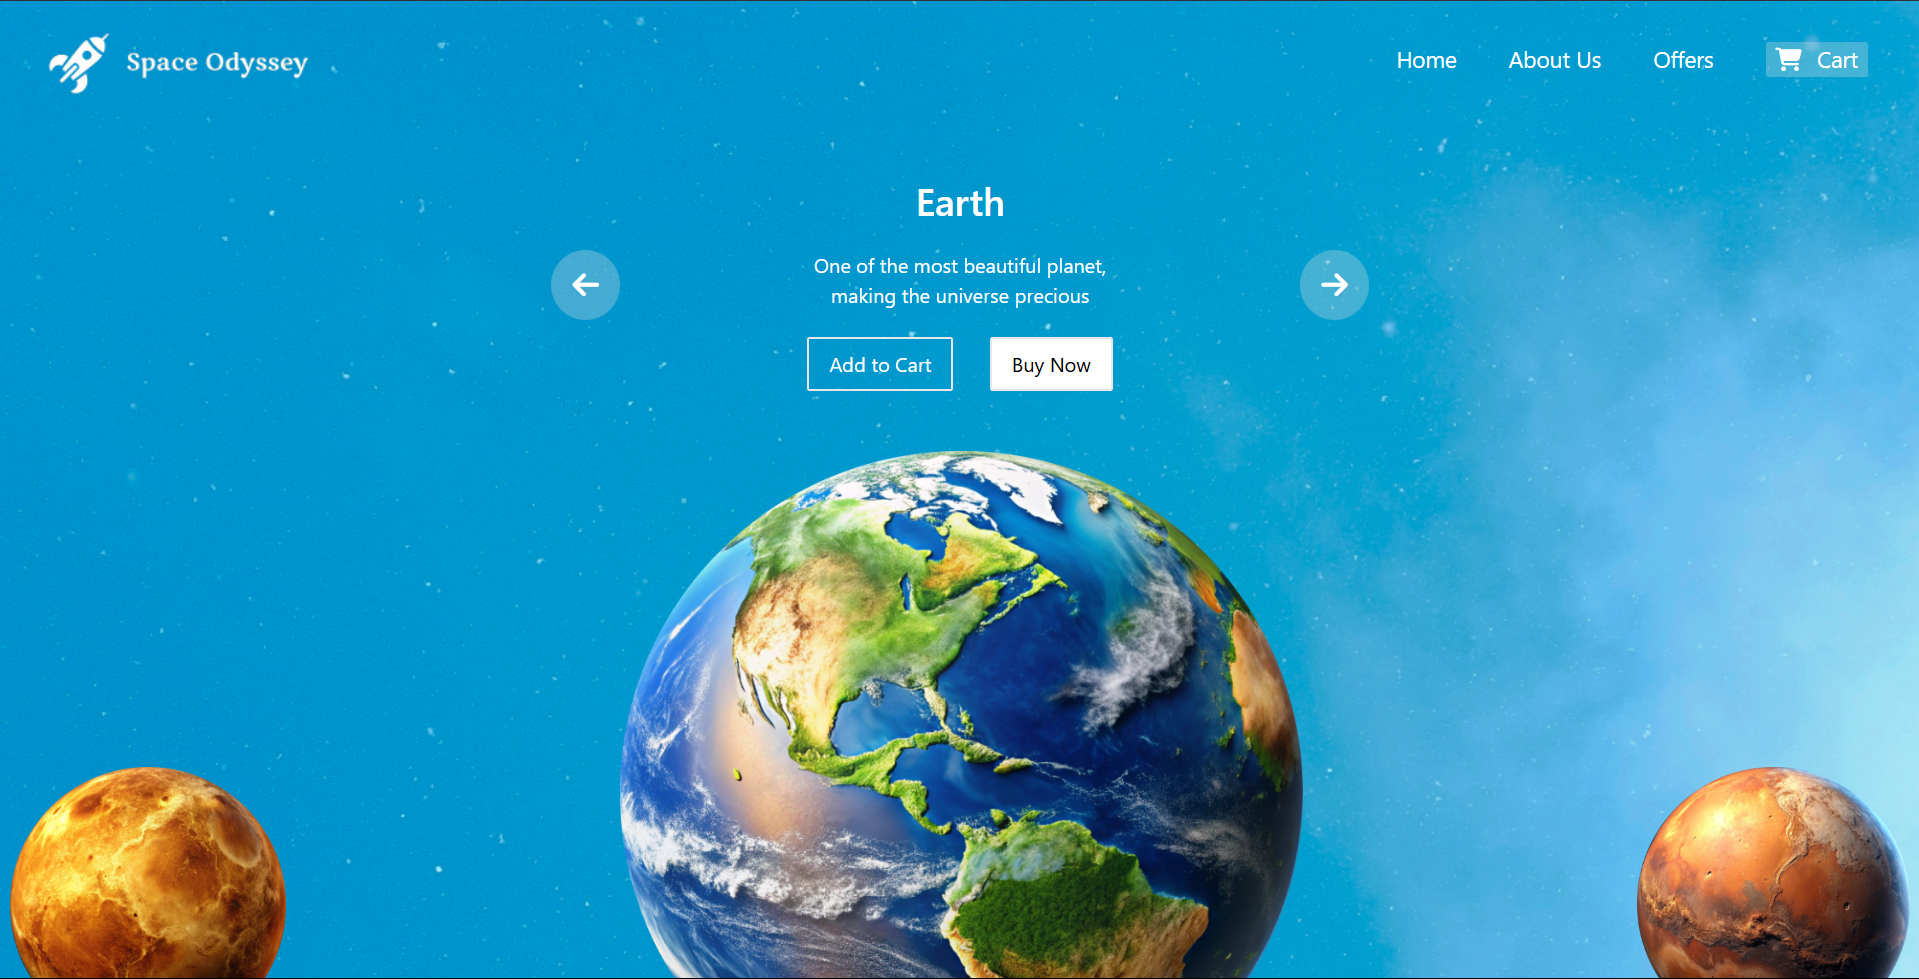 Space Odyssey
Home
About Us
Offers
Cart
Earth
One of the most beautiful planet,
making the universe precious
Add to Cart
Buy Now